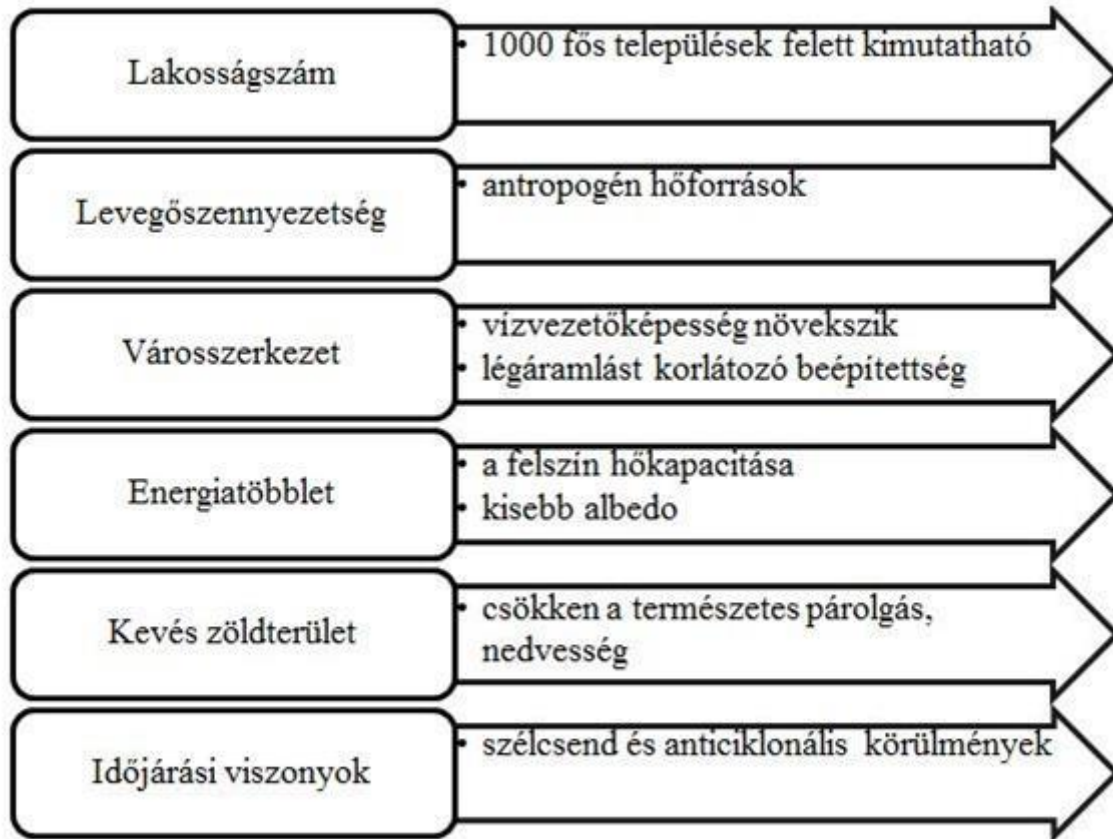 Lakosságszám
• 1000 fős települések felett kimutatható
Levegőszennyezetség
• antropogén hőforrások
Városszerkezet
• vízvezetőképesség növekszik
• légáramlást korlátozó beépítettség
Energiatöbblet
• a felszín hőkapacitása
• kisebb albedo
Kevés zöldterület
• csökken a természetes párolgás,
nedvesség
Időjárási viszonyok
• szélcsend és anticiklonális körülmények